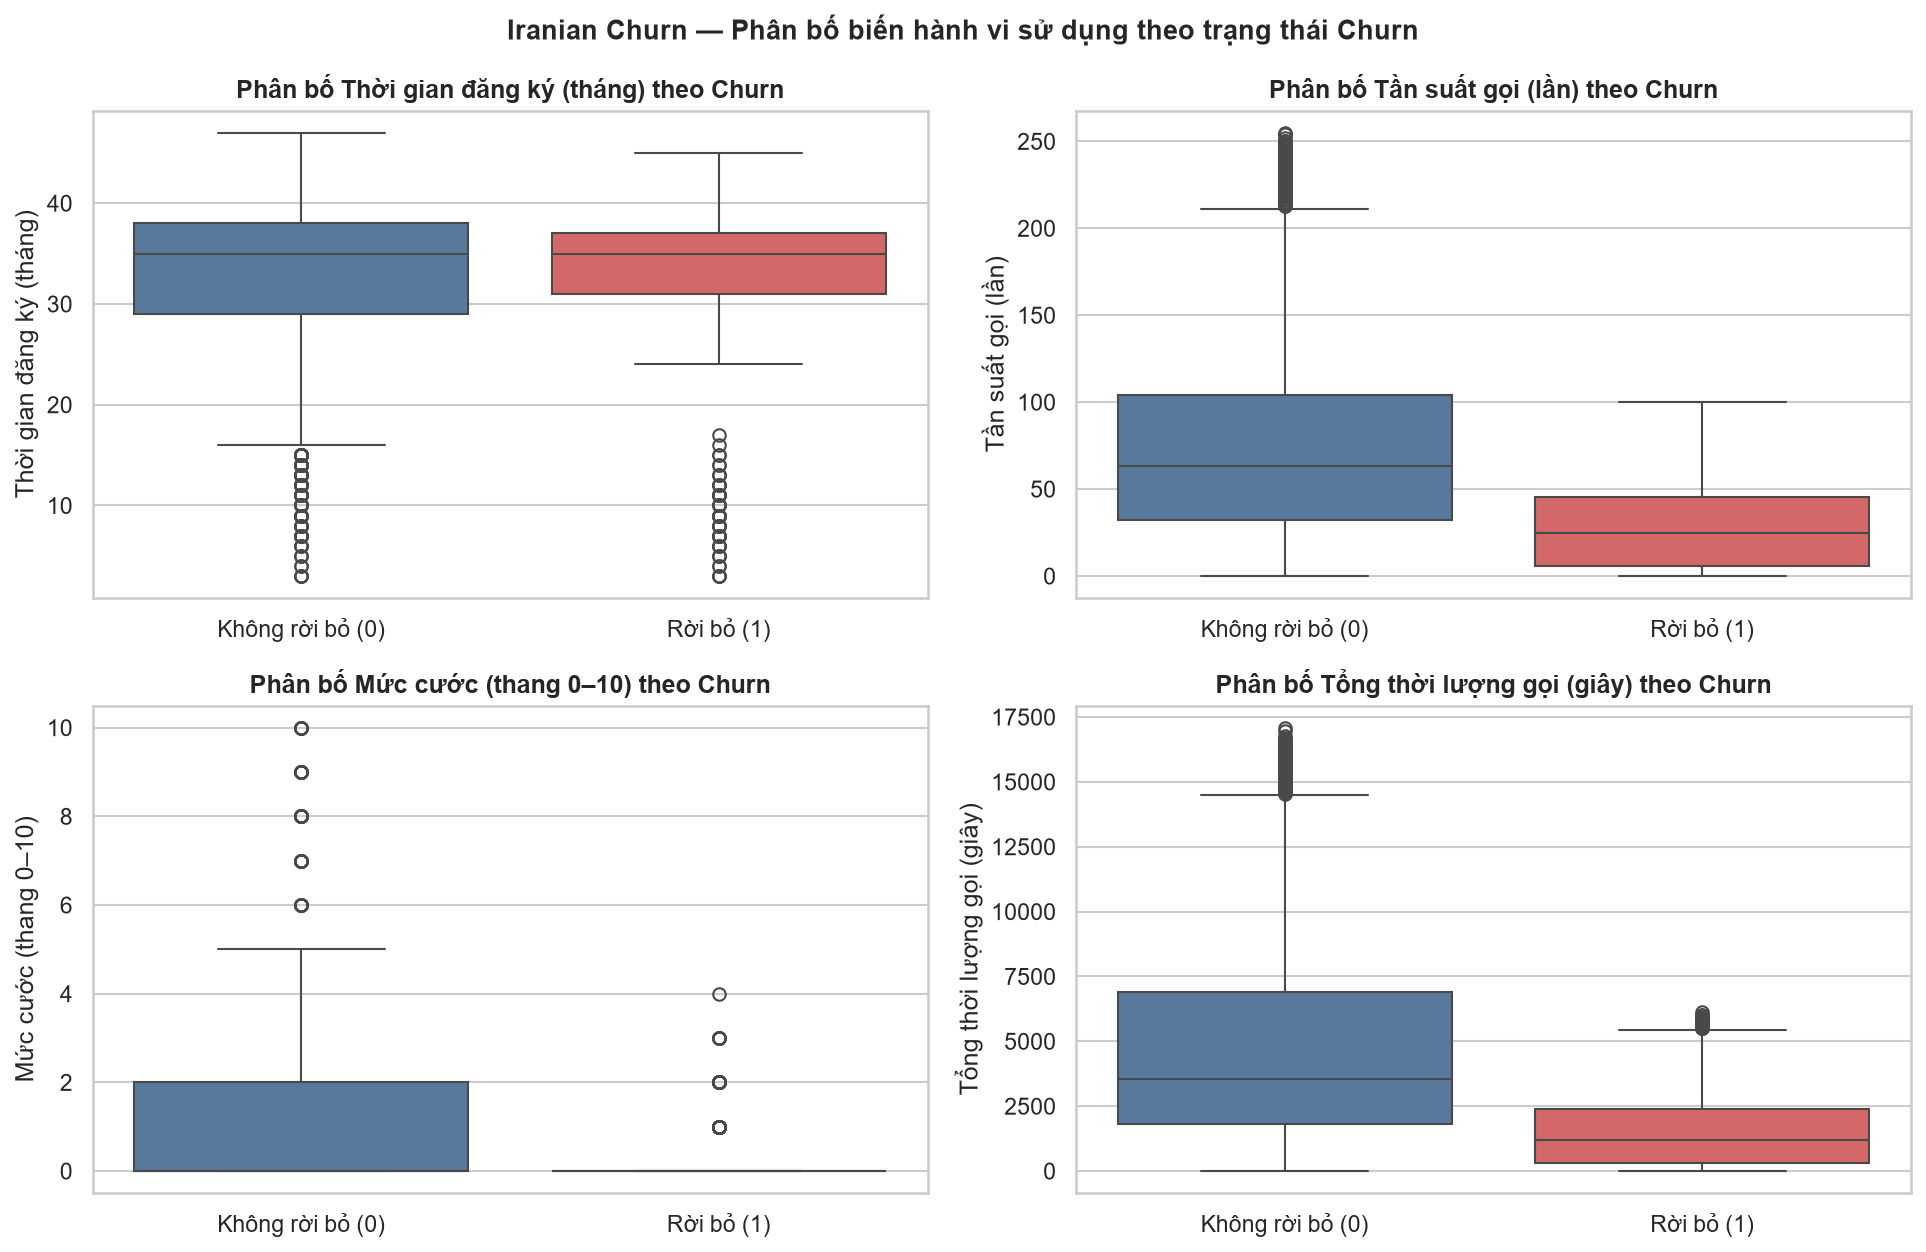 Iranian Churn — Phân bố biến hành vi sử dụng theo trạng thái Churn
Phân bố Thời gian đăng ký (tháng) theo Churn
Thời gian đăng ký (tháng)
40
30
20
10
Không rời bỏ (0)
Rời bỏ (1)
Phân bố Tần suất gọi (lần) theo Churn
Tần suất gọi (lần)
250
200
150
100
50
0
Không rời bỏ (0)
Rời bỏ (1)
Phân bố Mức cước (thang 0–10) theo Churn
Mức cước (thang 0–10)
10
8
6
4
2
0
Không rời bỏ (0)
Rời bỏ (1)
Phân bố Tổng thời lượng gọi (giây) theo Churn
Tổng thời lượng gọi (giây)
17500
15000
12500
10000
7500
5000
2500
0
Không rời bỏ (0)
Rời bỏ (1)